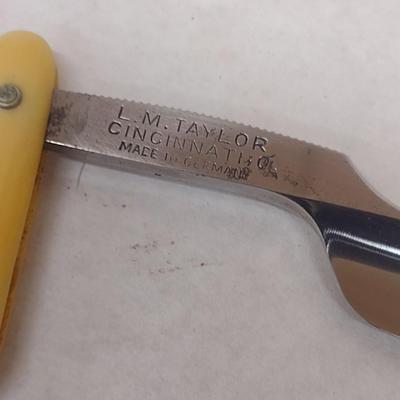 L.M. TAYLOR
CINCINNATI O.
MADE IN GERMANY